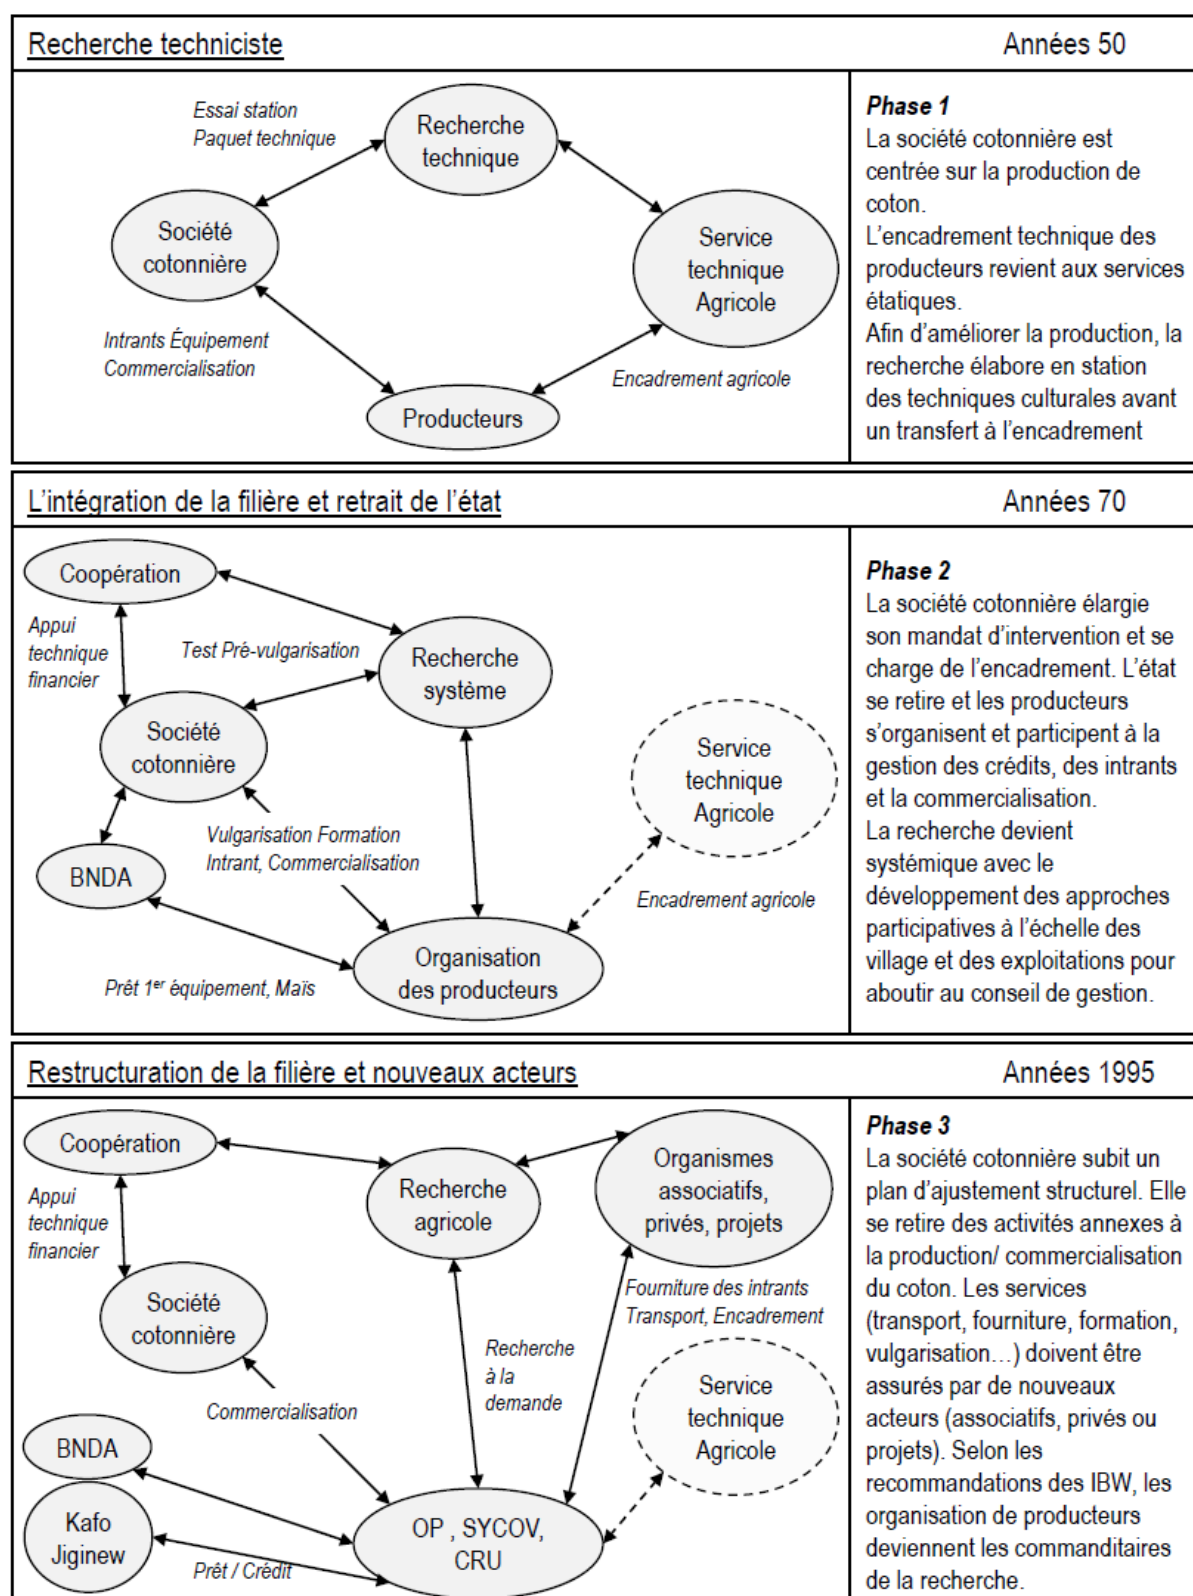 Recherche techniciste
Années 50
Essai station
Paquet technique
Recherche
technique
Société
cotonnière
Service
technique
Agricole
Intrants Équipement
Commercialisation
Encadrement agricole
Producteurs
Phase 1
La société cotonnière est
centrée sur la production de
coton.
L'encadrement technique des
producteurs revient aux services
étatiques.
Afin d'améliorer la production, la
recherche élabore en station
des techniques culturales avant
un transfert à l'encadrement
L'intégration de la filière et retrait de l'état
Années 70
Coopération
Appui
technique
financier
Test Pré-vulgarisation
Recherche
système
Société
cotonnière
Service
technique
Agricole
Vulgarisation Formation
Intrant, Commercialisation
BNDA
Encadrement agricole
Organisation
des producteurs
Prêt 1er équipement, Maïs
Phase 2
La société cotonnière élargie
son mandat d'intervention et se
charge de l'encadrement. L'état
se retire et les producteurs
s'organisent et participent à la
gestion des crédits, des intrants
et la commercialisation.
La recherche devient
systémique avec le
développement des approches
participatives à l'échelle des
village et des exploitations pour
aboutir au conseil de gestion.
Restructuration de la filière et nouveaux acteurs
Années 1995
Coopération
Appui
technique
financier
Recherche
agricole
Organismes
associatifs,
privés, projets
Société
cotonnière
Fourniture des intrants
Transport, Encadrement
Recherche
à la
demande
Commercialisation
Service
technique
Agricole
BNDA
Kafo
Jiginew
OP , SYCOV,
CRU
Prêt / Crédit
Phase 3
La société cotonnière subit un
plan d'ajustement structurel. Elle
se retire des activités annexes à
la production/ commercialisation
du coton. Les services
(transport, fourniture, formation,
vulgarisation…) doivent être
assurés par de nouveaux
acteurs (associatifs, privés ou
projets). Selon les
recommandations des IBW, les
organisation de producteurs
deviennent les commanditaires
de la recherche.